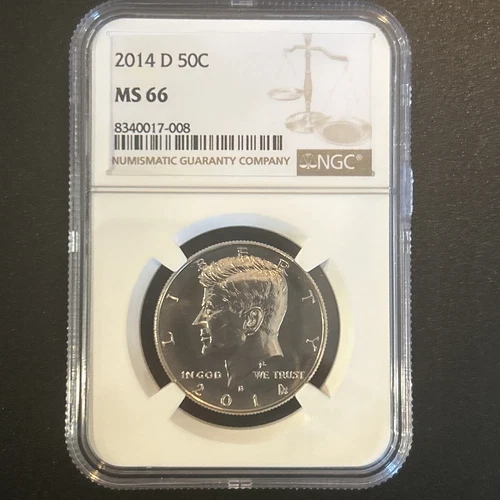 2014 D 50C
MS 66
8340017-008
NUMISMATIC GUARANTY COMPANY
NGC®
LIBERTY
IN GOD WE TRUST
2014